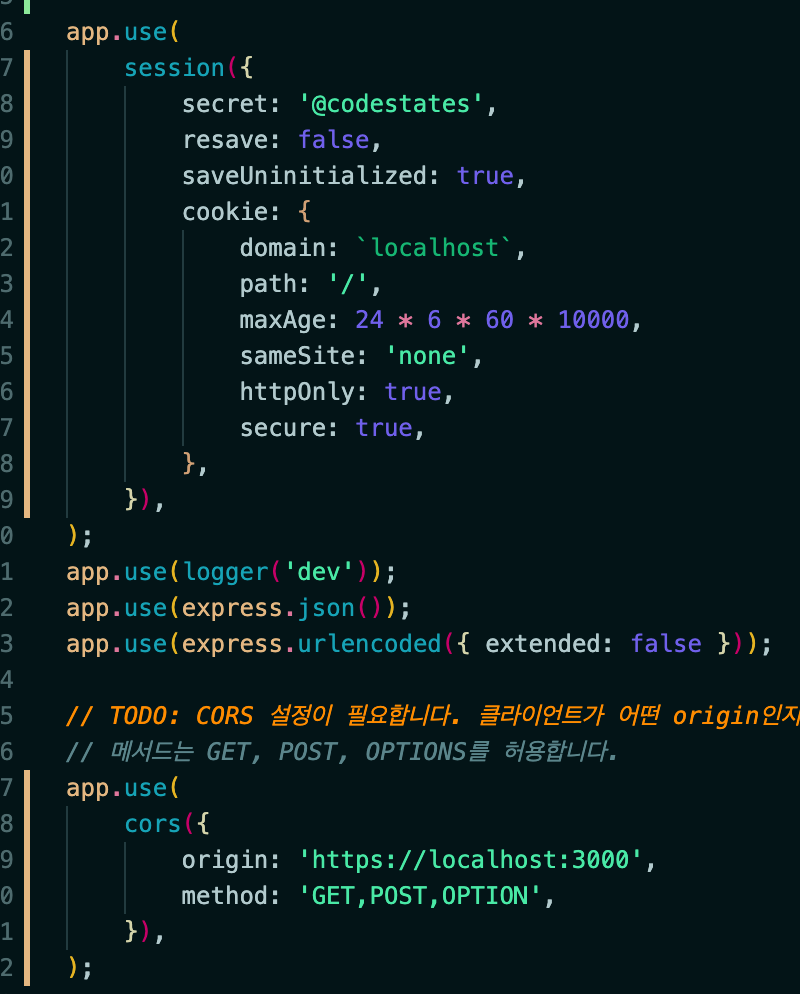 6 app.use(
7 session({
8 secret: '@codestates',
9 resave: false,
0 saveUninitialized: true,
1 cookie: {
2 domain: `localhost`,
3 path: '/',
4 maxAge: 24 * 6 * 60 * 10000,
5 sameSite: 'none',
6 httpOnly: true,
7 secure: true,
8 },
9 }),
0 );
1 app.use(logger('dev'));
2 app.use(express.json());
3 app.use(express.urlencoded({ extended: false }));
4
5 // TODO: CORS 설정이 필요합니다. 클라이언트가 어떤 origin인지
6 // 메서드는 GET, POST, OPTIONS를 허용합니다.
7 app.use(
8 cors({
9 origin: 'https://localhost:3000',
0 method: 'GET,POST,OPTION',
1 }),
2 );